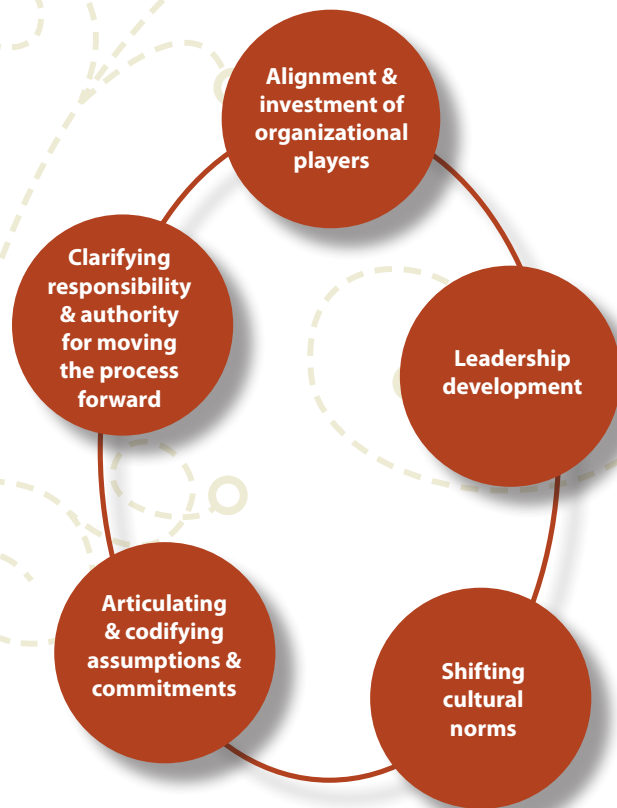 Alignment &
investment of
organizational
players
Leadership
development
Shifting
cultural
norms
Articulating
& codifying
assumptions &
commitments
Clarifying
responsibility
& authority
for moving
the process
forward